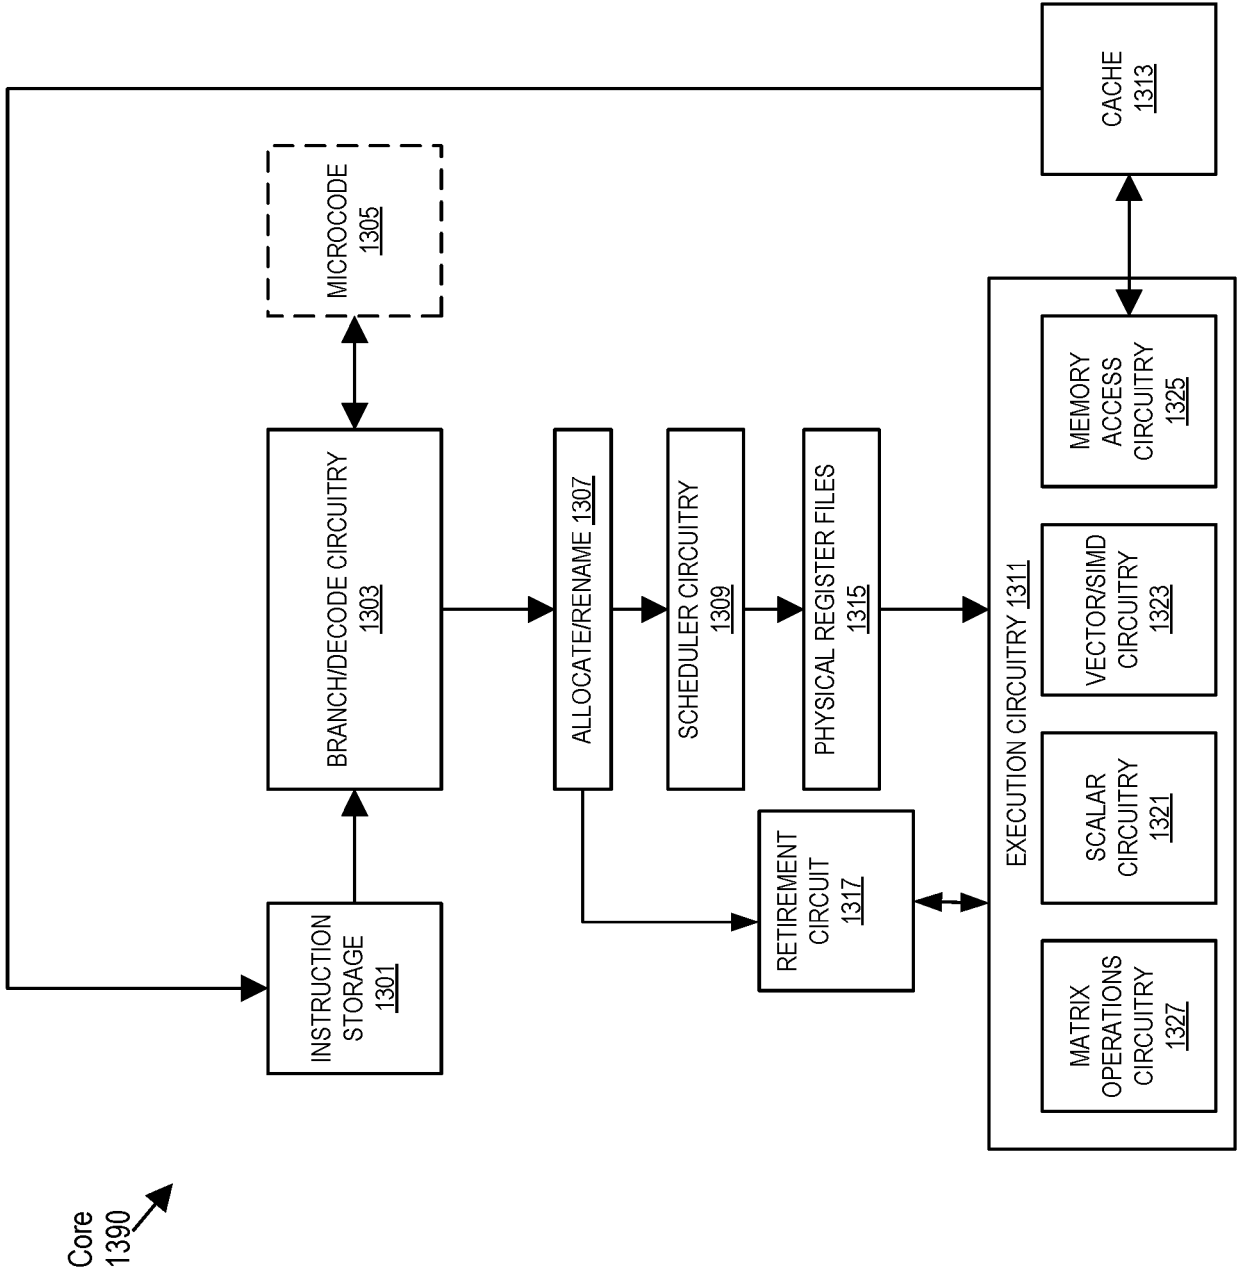 Core
1390
INSTRUCTION
STORAGE
1301
BRANCH/DECODE CIRCUITRY
1303
MICROCODE
1305
ALLOCATE/RENAME 1307
SCHEDULER CIRCUITRY
1309
PHYSICAL REGISTER FILES
1315
RETIREMENT
CIRCUIT
1317
EXECUTION CIRCUITRY 1311
MATRIX
OPERATIONS
CIRCUITRY
1327
SCALAR
CIRCUITRY
1321
VECTOR/SIMD
CIRCUITRY
1323
MEMORY
ACCESS
CIRCUITRY
1325
CACHE
1313